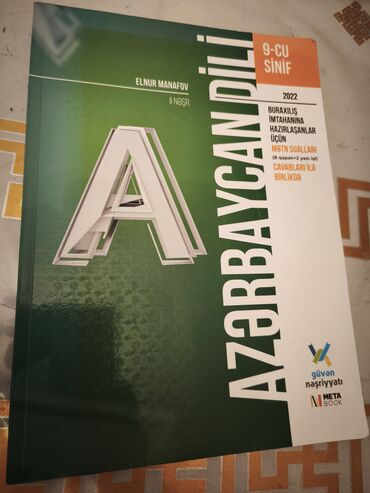 ELNUR MANAFOV
II NƏŞR
A
AZƏRBAYCAN DİLİ
9-CU
SİNİF
2022
BURAXILIŞ
İMTAHANINA
HAZIRLAŞANLAR
ÜÇÜN
MƏTN SUALLARI
(8 qapalı+2 yazı işi)
CAVABLARI İLƏ
BİRLİKDƏ
güvən
nəşriyyatı
META
BOOK